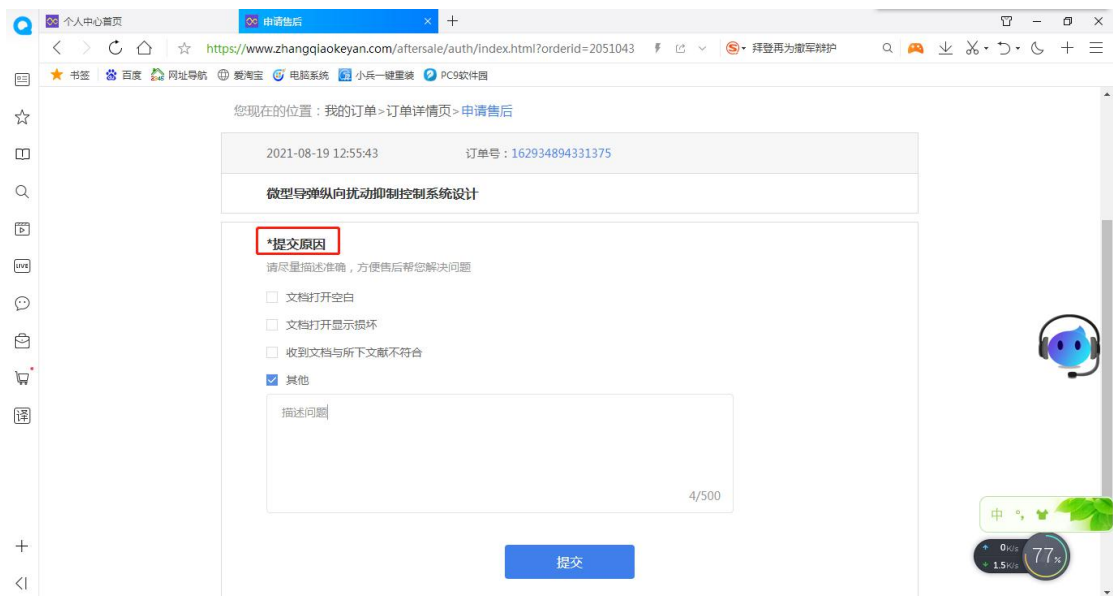 个人中心首页
申请售后
https://www.zhangqiaokeyan.com/aftersale/auth/index.html?orderid=2051043
拜登再为撤军辩护
书签 百度 网址导航 爱淘宝 电脑系统 小兵一键重装 PC9软件园
您现在的位置：我的订单>订单详情页>申请售后
2021-08-19 12:55:43 订单号：162934894331375
微型导弹纵向扰动抑制控制系统设计
*提交原因
请尽量描述准确，方便售后帮您解决问题
文档打开空白
文档打开显示损坏
LIVE
收到文档与所下文献不符合
其他
译
描述问题
4/500
中
提交
0K/s
1.5K/s
77%